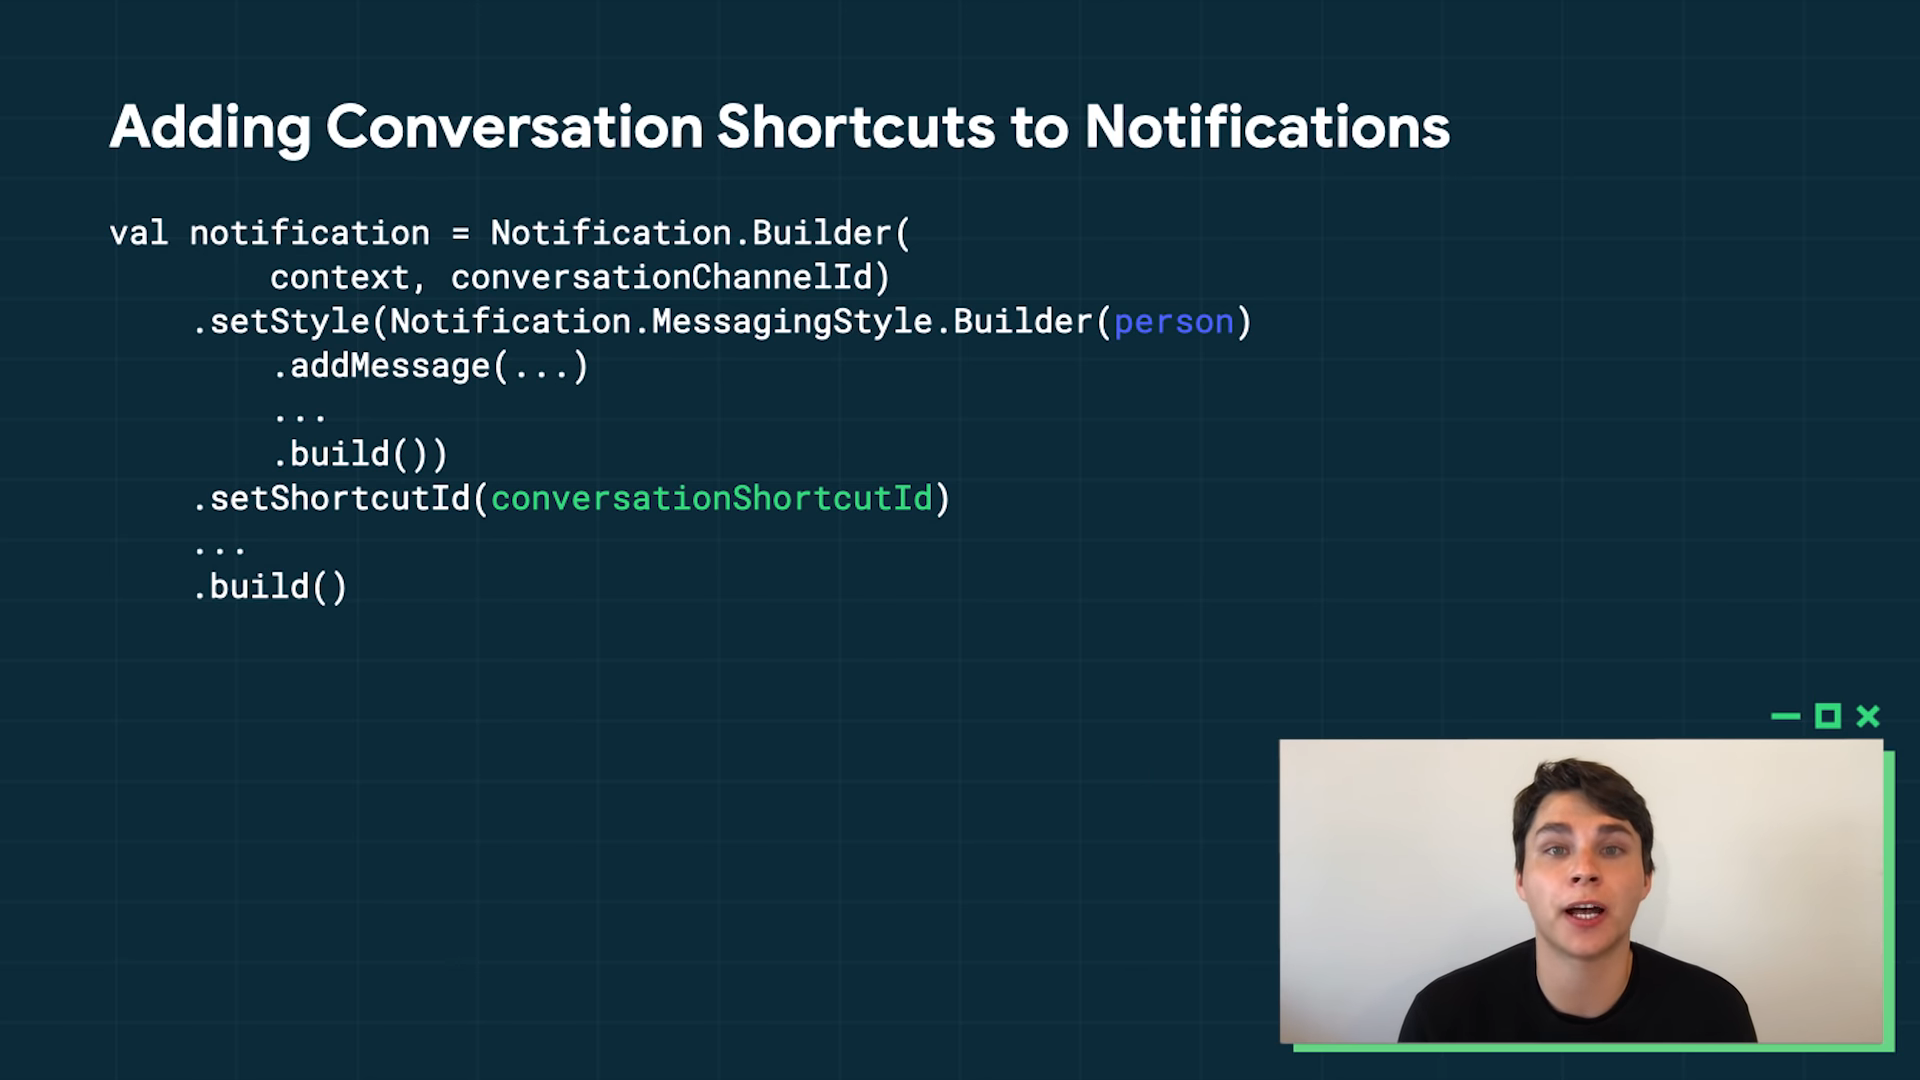 Adding Conversation Shortcuts to Notifications
val notification = Notification.Builder(
context, conversationChannelId)
.setStyle(Notification.MessagingStyle.Builder(person)
.addMessage(...)
...
.build())
.setShortcutId(conversationShortcutId)
...
.build()